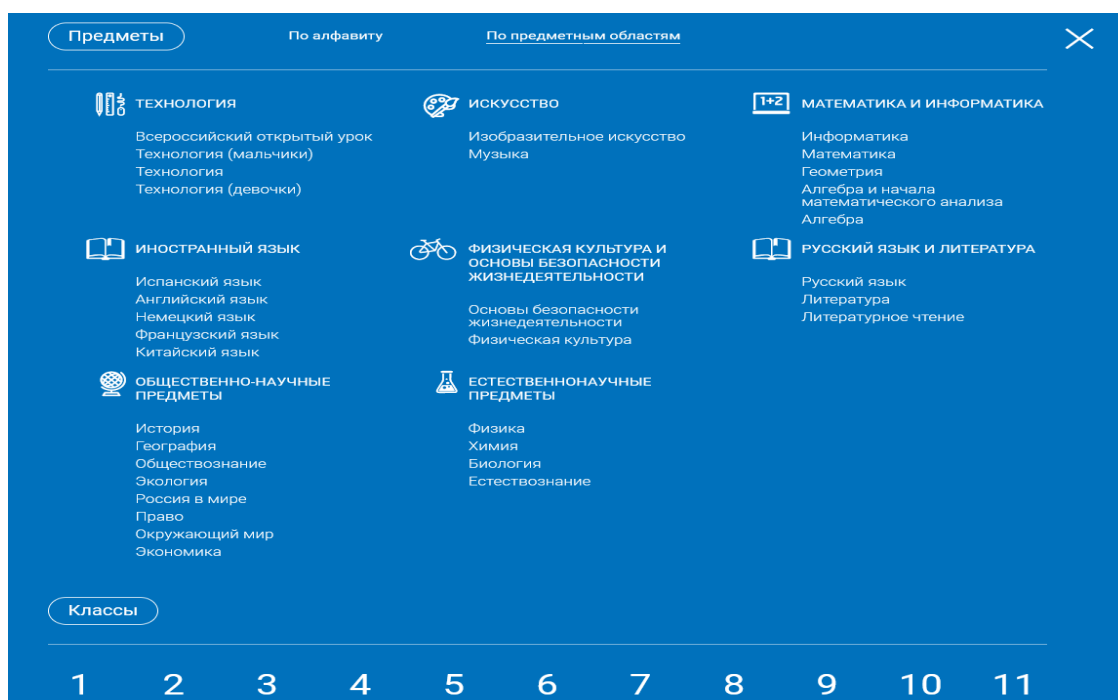 Предметы
По алфавиту
По предметным областям
ТЕХНОЛОГИЯ
Всероссийский открытый урок
Технология (мальчики)
Технология
Технология (девочки)
ИСКУССТВО
Изобразительное искусство
Музыка
1+2
МАТЕМАТИКА И ИНФОРМАТИКА
Информатика
Математика
Геометрия
Алгебра и начала
математического анализа
Алгебра
ИНОСТРАННЫЙ ЯЗЫК
Испанский язык
Английский язык
Немецкий язык
Французский язык
Китайский язык
ФИЗИЧЕСКАЯ КУЛЬТУРА И
ОСНОВЫ БЕЗОПАСНОСТИ
ЖИЗНЕДЕЯТЕЛЬНОСТИ
Основы безопасности
жизнедеятельности
Физическая культура
РУССКИЙ ЯЗЫК И ЛИТЕРАТУРА
Русский язык
Литература
Литературное чтение
ОБЩЕСТВЕННО-НАУЧНЫЕ
ПРЕДМЕТЫ
История
География
Обществознание
Экология
Россия в мире
Право
Окружающий мир
Экономика
ЕСТЕСТВЕННОНАУЧНЫЕ
ПРЕДМЕТЫ
Физика
Химия
Биология
Естествознание
Классы
1 2 3 4 5 6 7 8 9 10 11